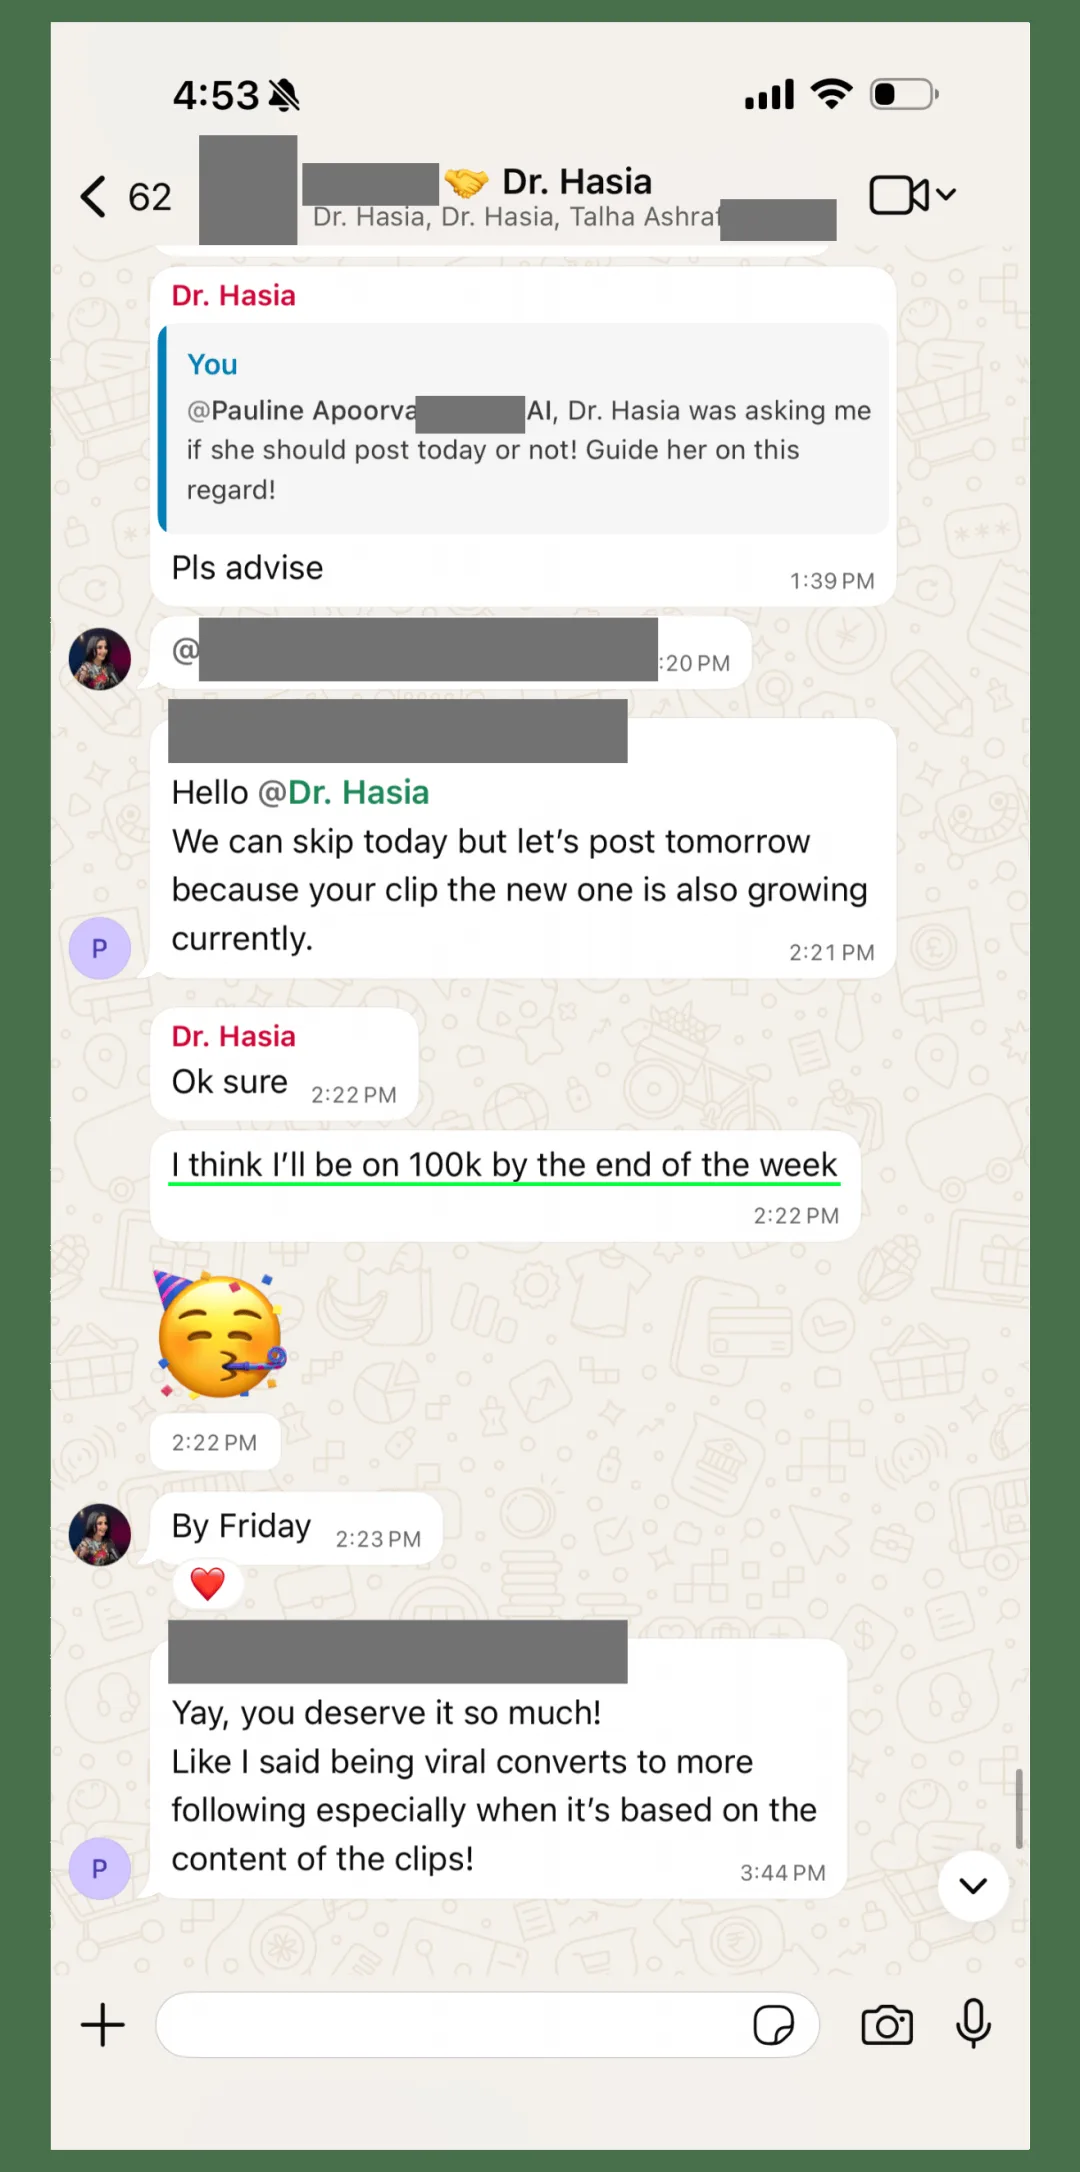 4:53
62
🤝 Dr. Hasia
Dr. Hasia, Dr. Hasia, Talha Ashraf
Dr. Hasia
You
@Pauline Apoorva AI, Dr. Hasia was asking me
if she should post today or not! Guide her on this
regard!
Pls advise
1:39 PM
@
:20 PM
Hello @Dr. Hasia
We can skip today but let’s post tomorrow
because your clip the new one is also growing
currently.
P
2:21 PM
Dr. Hasia
Ok sure 2:22 PM
I think I’ll be on 100k by the end of the week
2:22 PM
2:22 PM
By Friday 2:23 PM
Yay, you deserve it so much!
Like I said being viral converts to more
following especially when it’s based on the
content of the clips!
P
3:44 PM